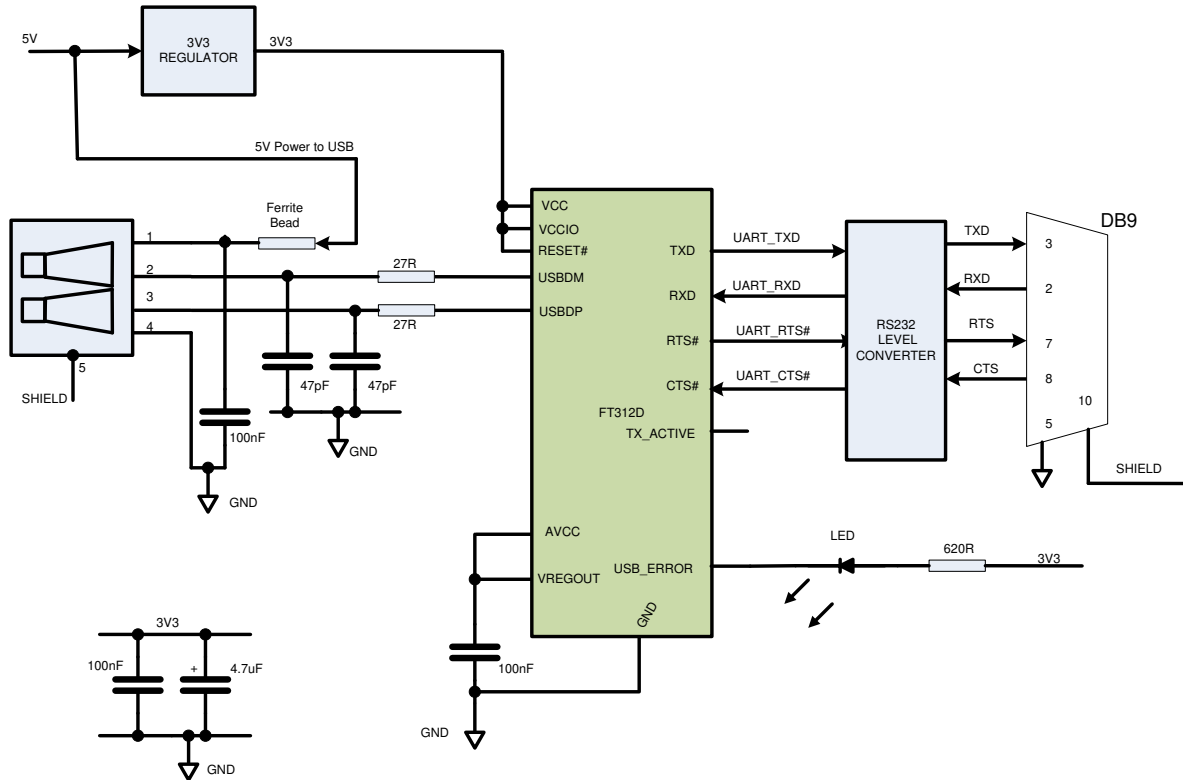 5V
3V3
REGULATOR
3V3
5V Power to USB
Ferrite
Bead
1
2
3
4
5
SHIELD
27R
27R
47pF
47pF
100nF
GND
GND
VCC
VCCIO
RESET#
USBDM
USBDP
AVCC
VREGOUT
FT312D
TXD
RXD
RTS#
CTS#
TX_ACTIVE
USB_ERROR
GND
UART_TXD
UART_RXD
UART_RTS#
UART_CTS#
RS232
LEVEL
CONVERTER
TXD
RXD
RTS
CTS
DB9
3
2
7
8
10
5
SHIELD
LED
620R
3V3
100nF
GND
3V3
100nF
+
4.7uF
GND